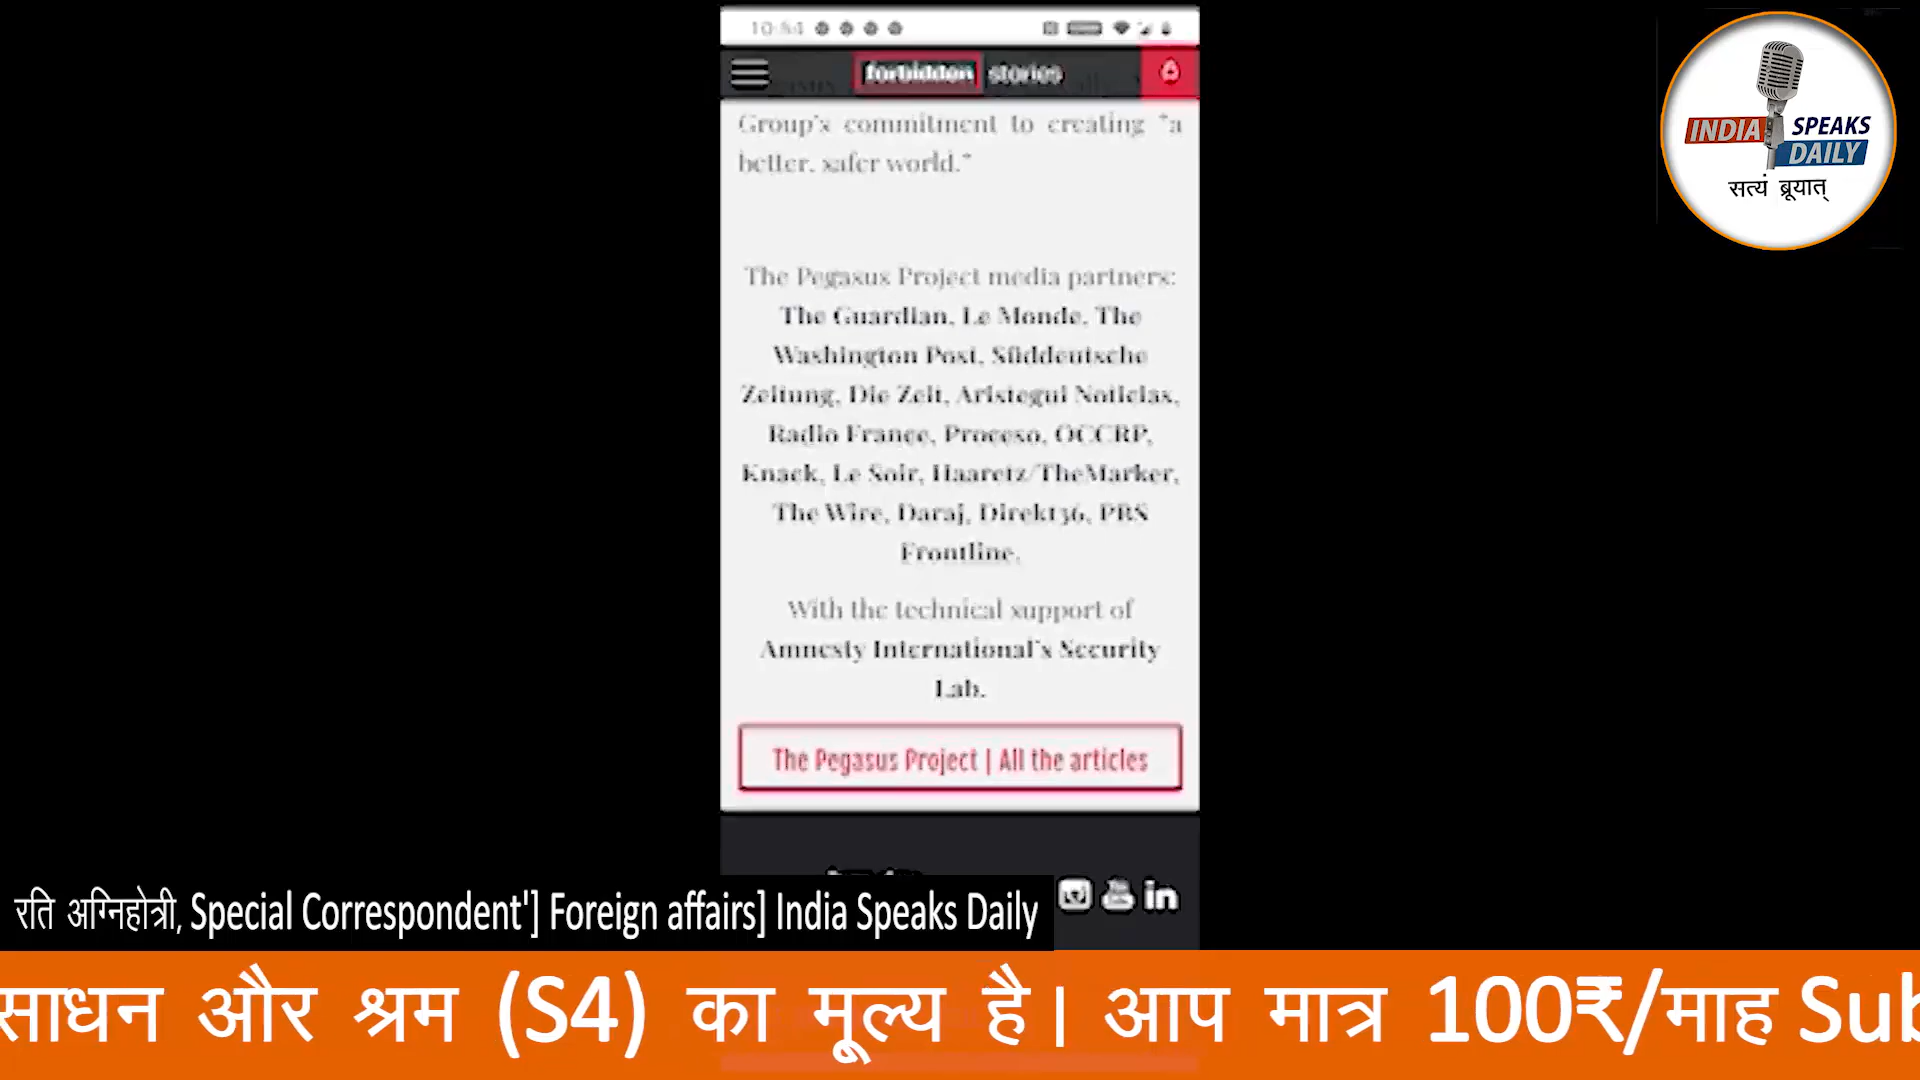 10:54
forbidden stories
Group's commitment to creating "a
better, safer world."
The Pegasus Project media partners:
The Guardian, Le Monde, The
Washington Post, Süddeutsche
Zeitung, Die Zeit, Aristegui Noticias,
Radio France, Proceso, OCCRP,
Knack, Le Soir, Haaretz/TheMarker,
The Wire, Daraj, Direkt36, PBS
Frontline.
With the technical support of
Amnesty International's Security
Lab.
The Pegasus Project | All the articles
INDIA SPEAKS
DAILY
सत्यं ब्रूयात्
रति अग्निहोत्री, Special Correspondent'] Foreign affairs] India Speaks Daily
साधन और श्रम (S4) का मूल्य है। आप मात्र 100₹/माह Sub